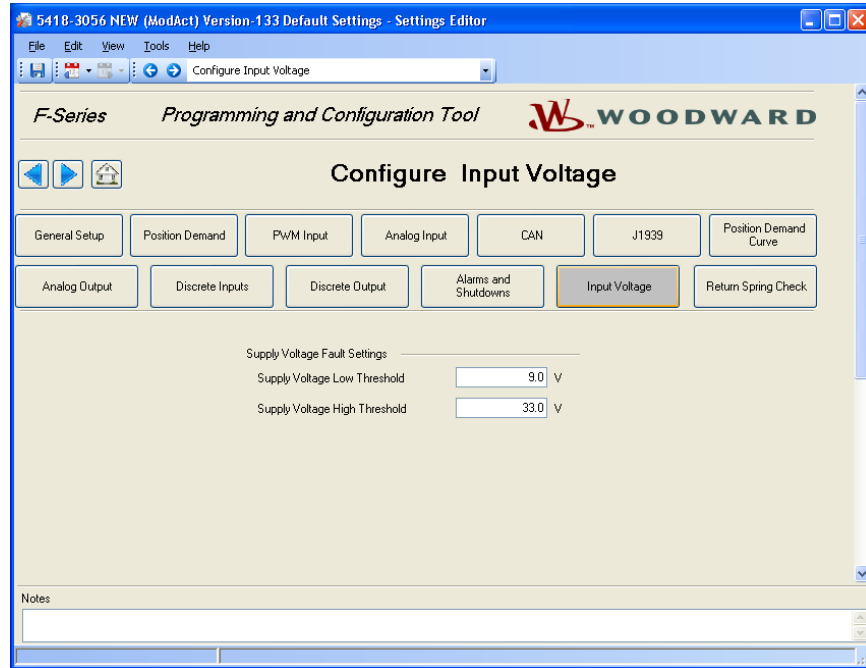 5418-3056 NEW (ModAct) Version-133 Default Settings - Settings Editor
File Edit View Tools Help
Configure Input Voltage
F-Series Programming and Configuration Tool WOODWARD
Configure Input Voltage
General Setup Position Demand PWM Input Analog Input CAN J1939 Position Demand
Curve
Analog Output Discrete Inputs Discrete Output Alarms and
Shutdowns Input Voltage Return Spring Check
Supply Voltage Fault Settings
Supply Voltage Low Threshold 9.0 V
Supply Voltage High Threshold 33.0 V
Notes